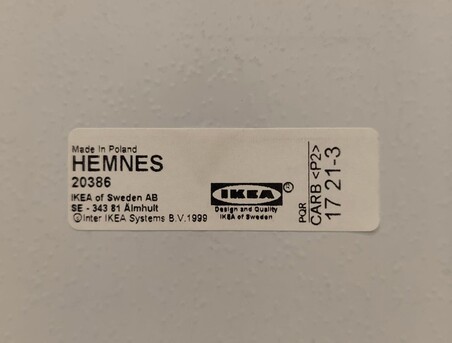 Made in Poland
HEMNES
20386
IKEA of Sweden AB
SE - 343 81 Älmhult
©Inter IKEA Systems B.V.1999
IKEA®
Design and Quality
IKEA of Sweden
PQR
CARB <P2>
17 21-3